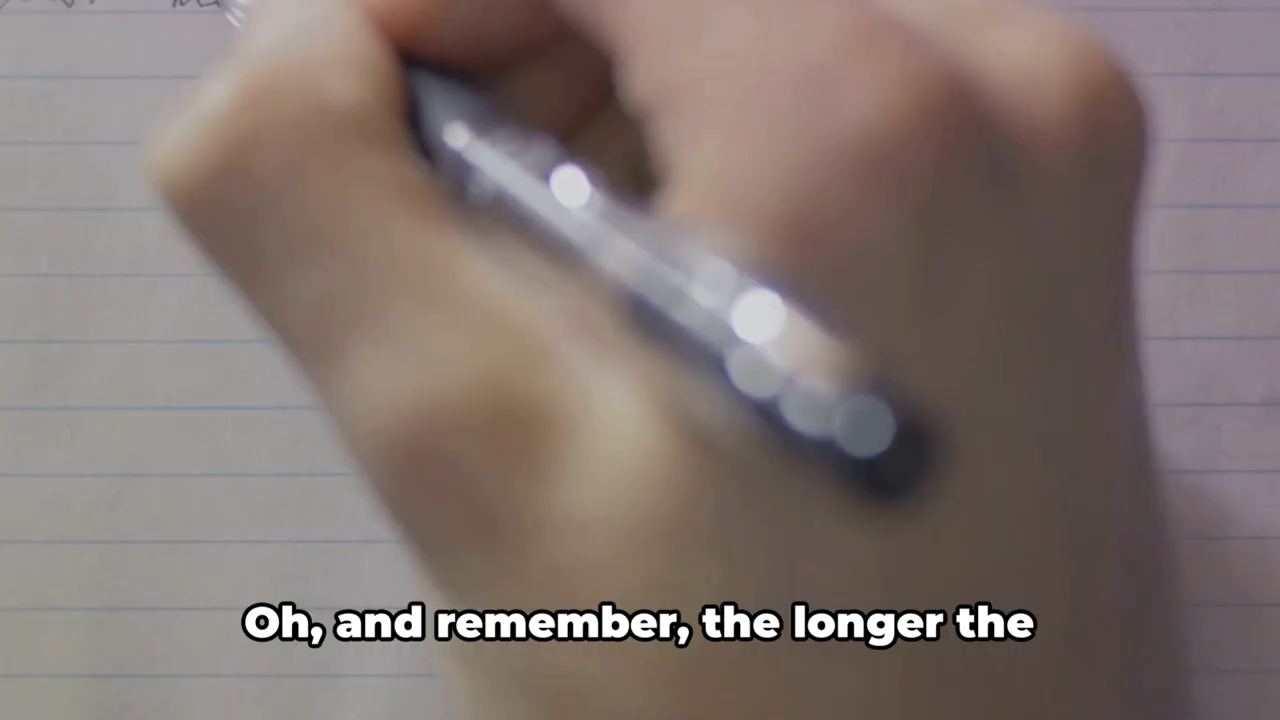 Oh, and remember, the longer the